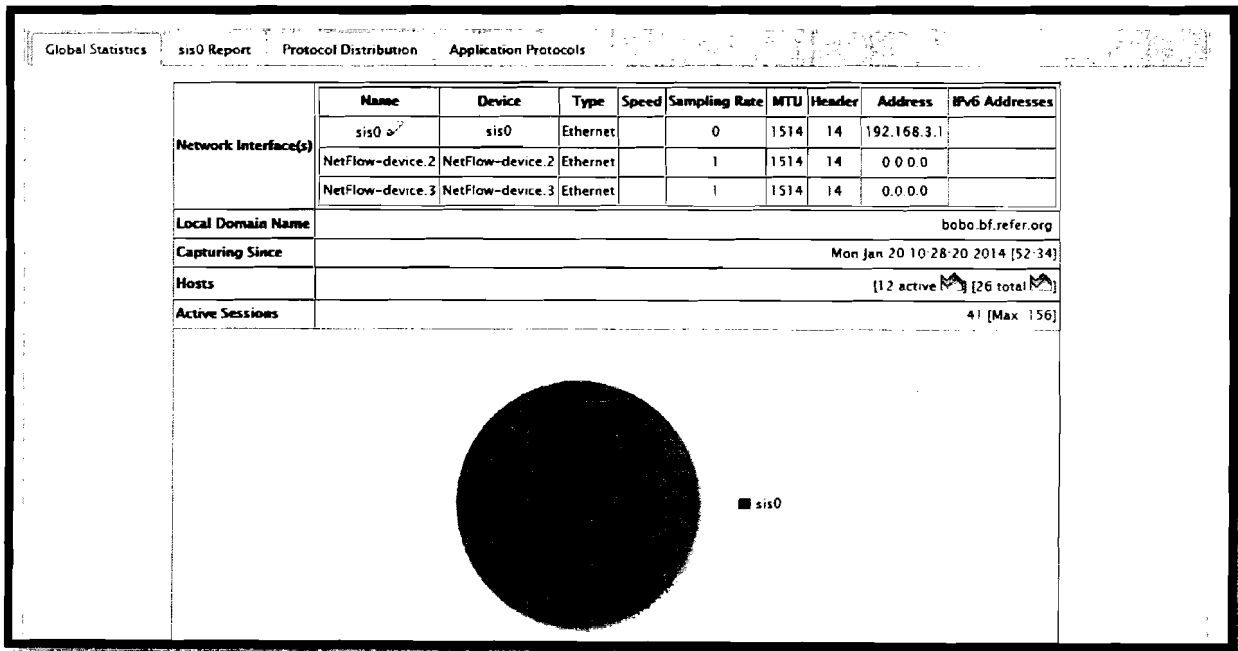 Global Statistics sis0 Report Protocol Distribution Application Protocols
Name Device Type Speed Sampling Rate MTU Header Address IPv6 Addresses
Network Interface(s)
sis0 sis0 Ethernet 0 1514 14 192.168.3.1
NetFlow-device.2 NetFlow-device.2 Ethernet 1 1514 14 0.0.0.0
NetFlow-device.3 NetFlow-device.3 Ethernet 1 1514 14 0.0.0.0
Local Domain Name bobo.bf.refer.org
Capturing Since Mon Jan 20 10:28:20 2014 [52:34]
Hosts [12 active ] [26 total ]
Active Sessions 41 [Max 156]
sis0